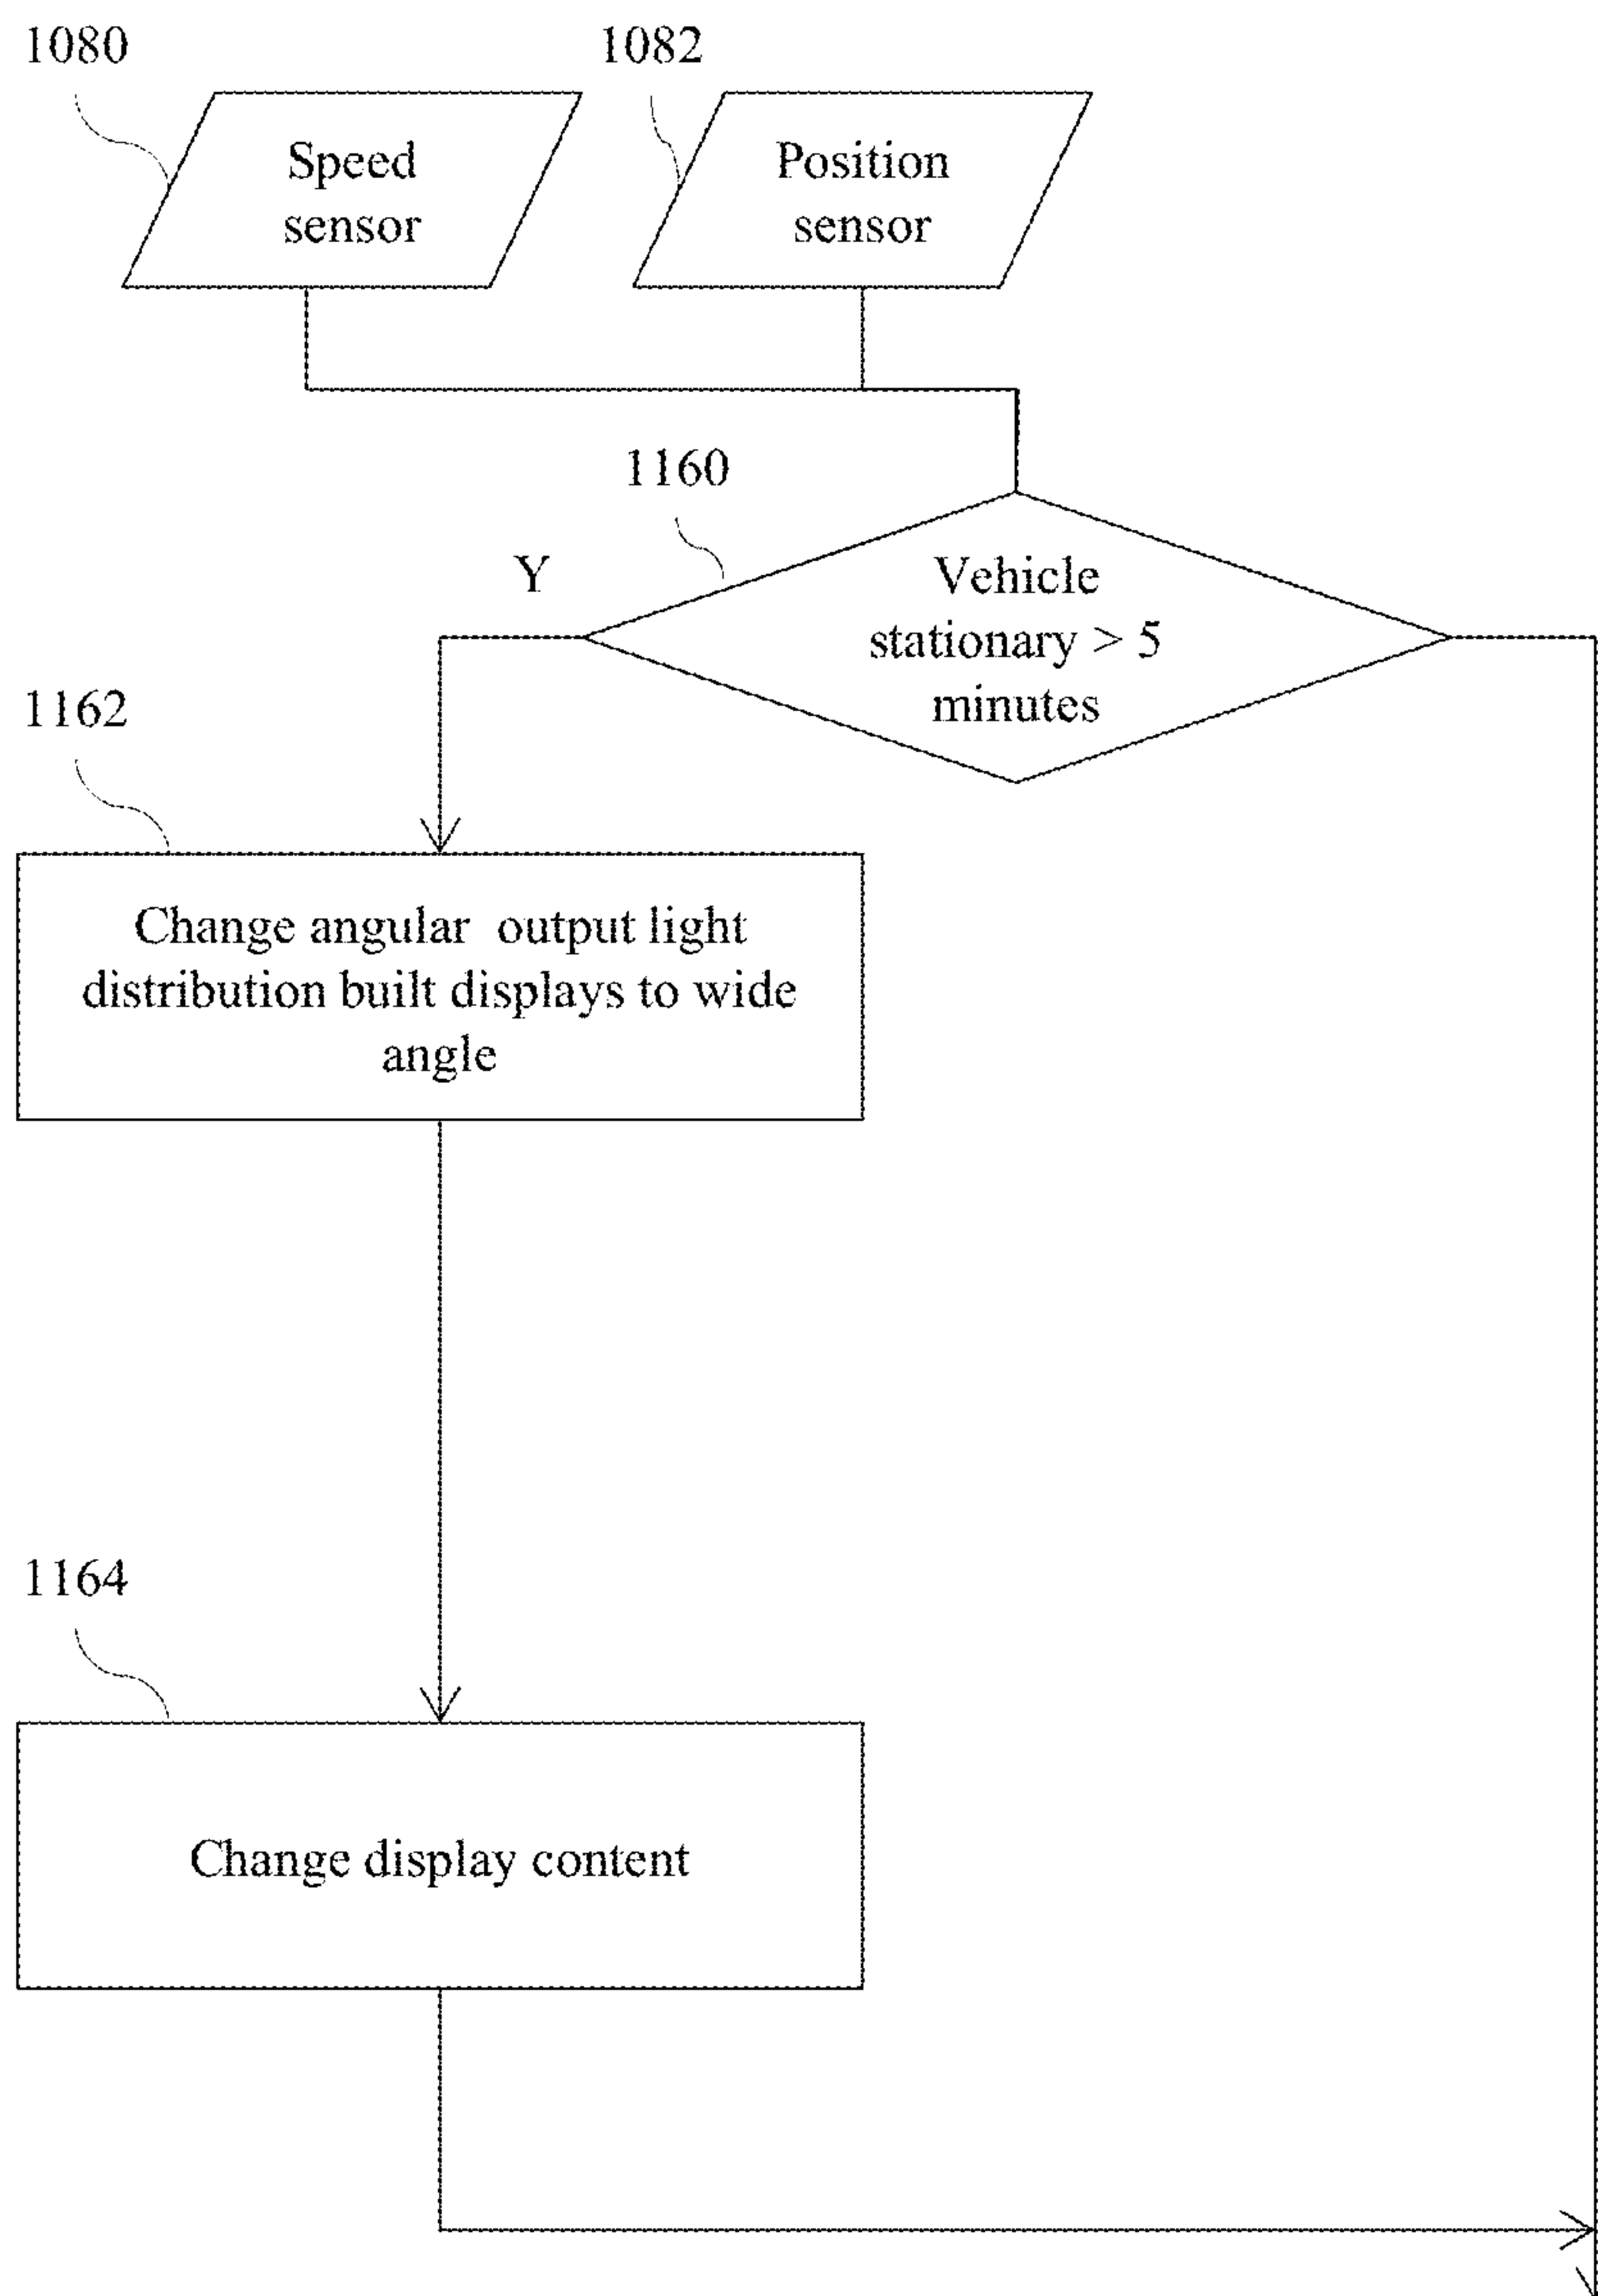 1080
1082
Speed
sensor
Position
sensor
1160
Y
Vehicle
stationary > 5
minutes
1162
Change angular output light
distribution built displays to wide
angle
1164
Change display content